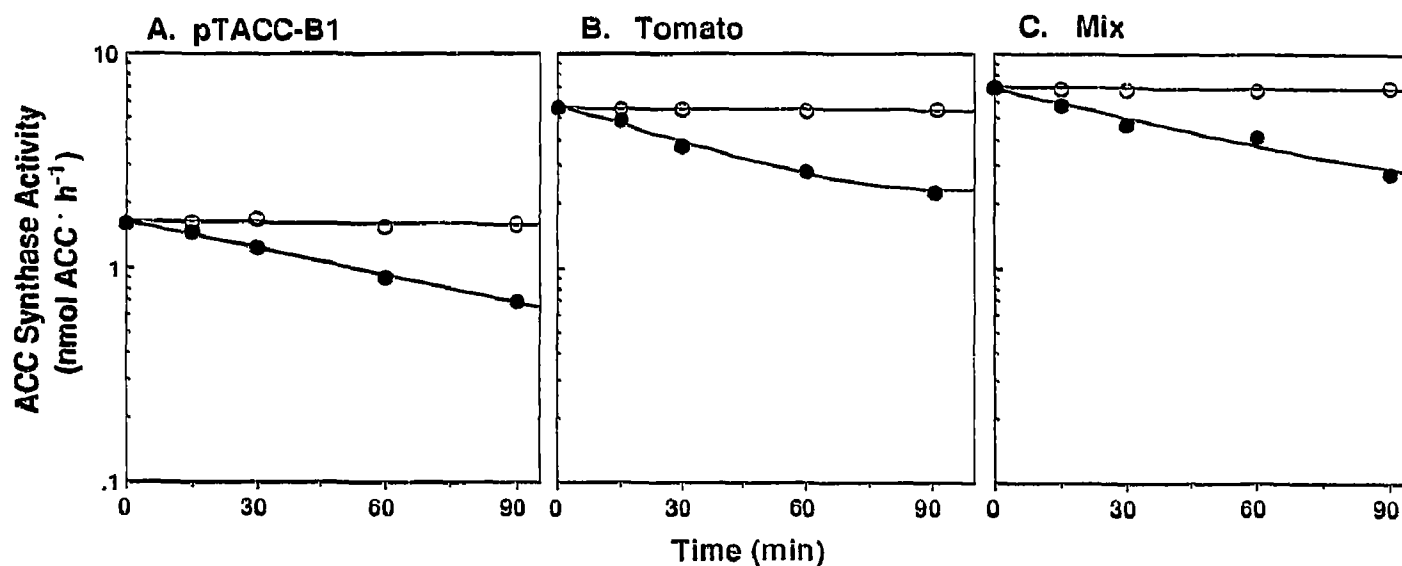 A. pTACC-B1
B. Tomato
C. Mix
ACC Synthase Activity
(nmol ACC · h⁻¹)
10
1
.1
0 30 60 90
0 30 60 90
0 30 60 90
Time (min)